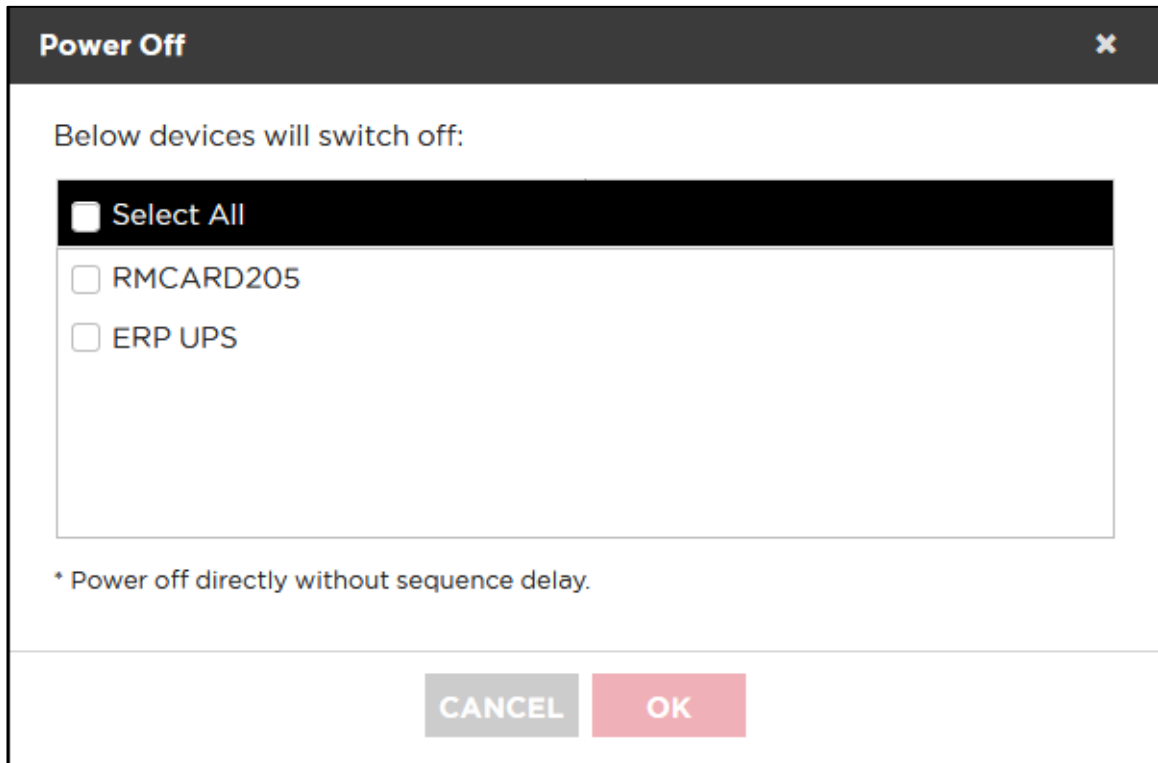 Power Off
Below devices will switch off:
Select All
RMCARD205
ERP UPS
* Power off directly without sequence delay.
CANCEL OK